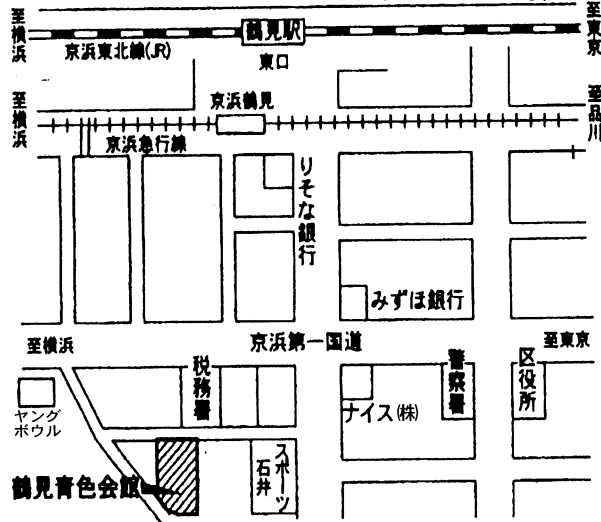 至横浜
鶴見駅
至東京
京浜東北線(JR)
東口
至横浜
京浜鶴見
至品川
京浜急行線
りそな銀行
みずほ銀行
至横浜
京浜第一国道
至東京
税務署
警察署
区役所
ヤング
ボウル
ナイス(株)
スポーツ
石井
鶴見青色会館